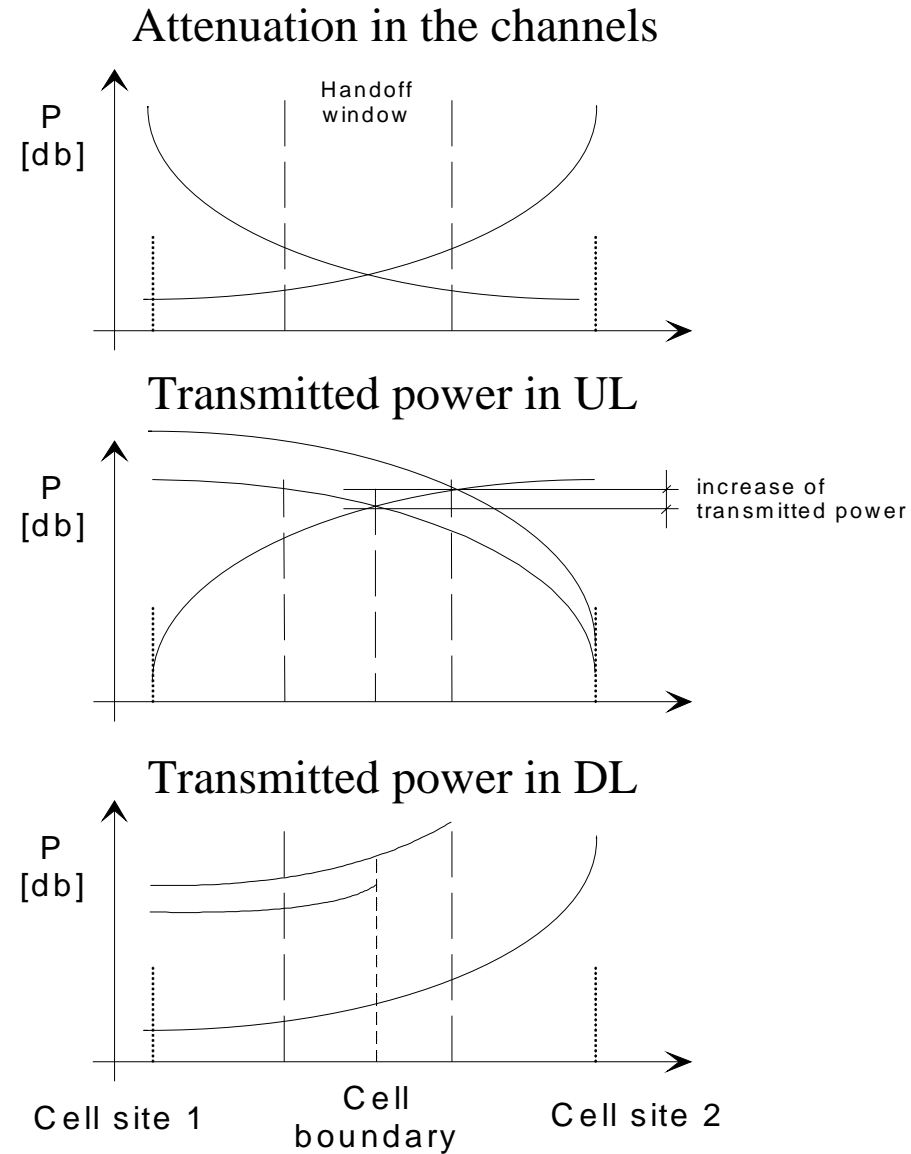 Attenuation in the channels
P
[db]
Handoff
window
Transmitted power in UL
P
[db]
increase of
transmitted power
Transmitted power in DL
P
[db]
Cell site 1
Cell
boundary
Cell site 2